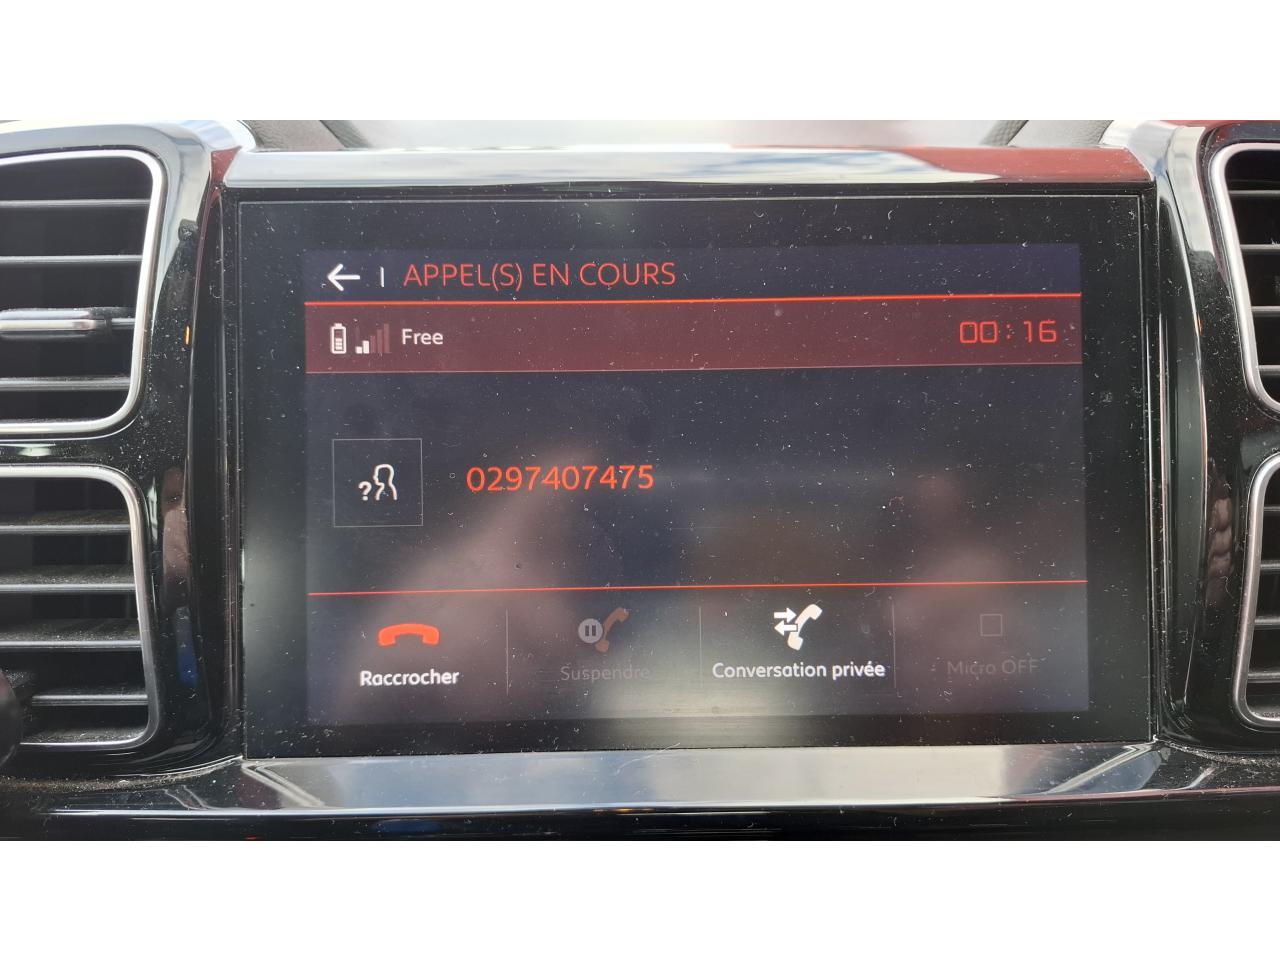 APPEL(S) EN COURS
Free 00:16
? 0297407475
Raccrocher Suspendre Conversation privée Micro OFF